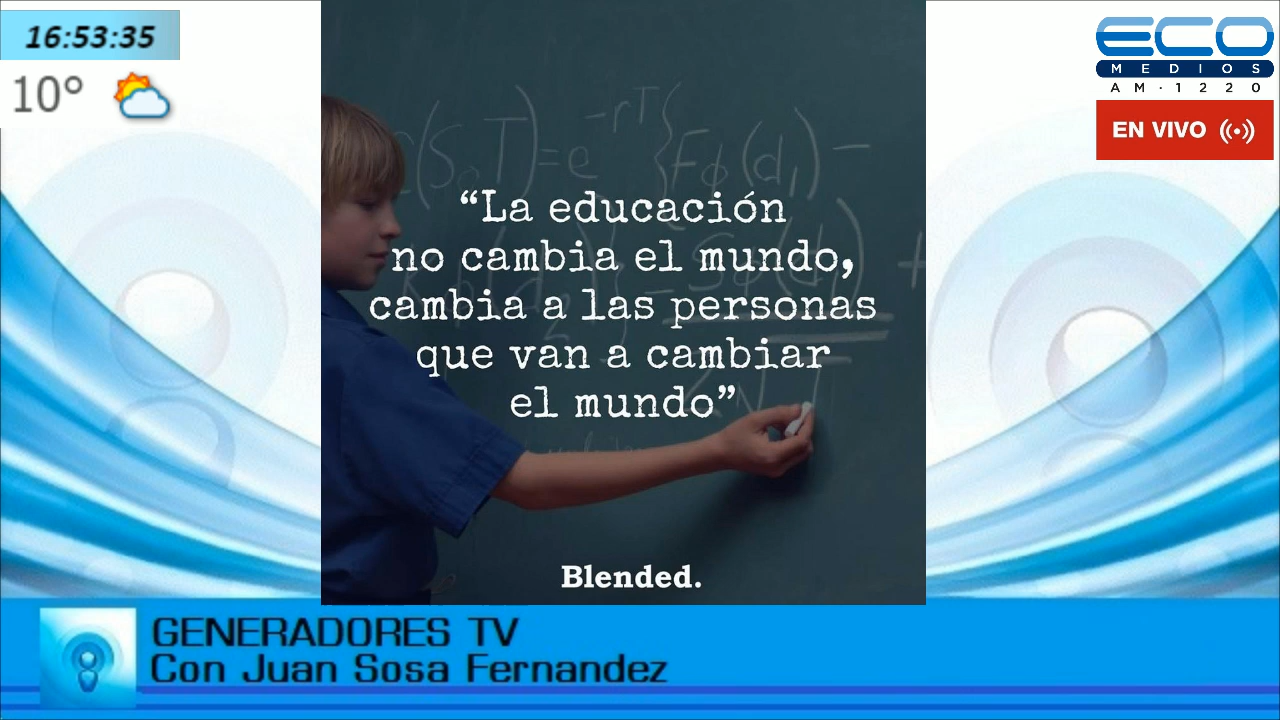 16:53:35
10°
ECO
MEDIOS
AM·1220
EN VIVO
“La educación
no cambia el mundo,
cambia a las personas
que van a cambiar
el mundo”
Blended.
GENERADORES TV
Con Juan Sosa Fernandez